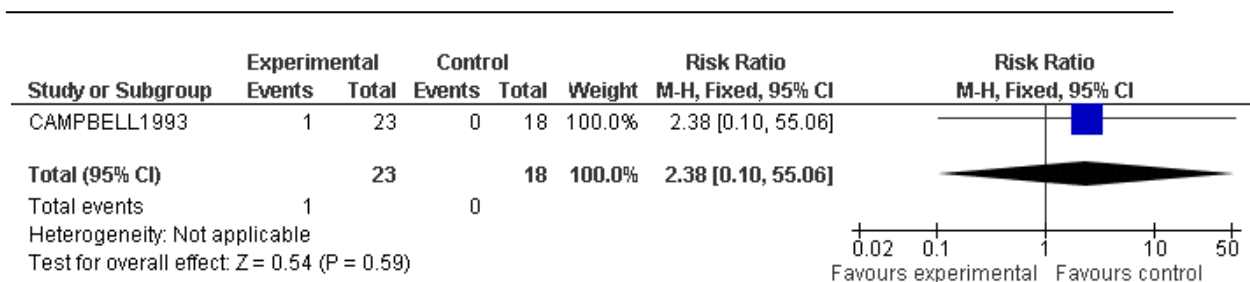 Experimental Control Risk Ratio Risk Ratio
Study or Subgroup Events Total Events Total Weight M-H, Fixed, 95% CI M-H, Fixed, 95% CI
CAMPBELL1993 1 23 0 18 100.0% 2.38 [0.10, 55.06]
Total (95% CI) 23 18 100.0% 2.38 [0.10, 55.06]
Total events 1 0
Heterogeneity: Not applicable
Test for overall effect: Z = 0.54 (P = 0.59)
0.02 0.1 1 10 50
Favours experimental Favours control